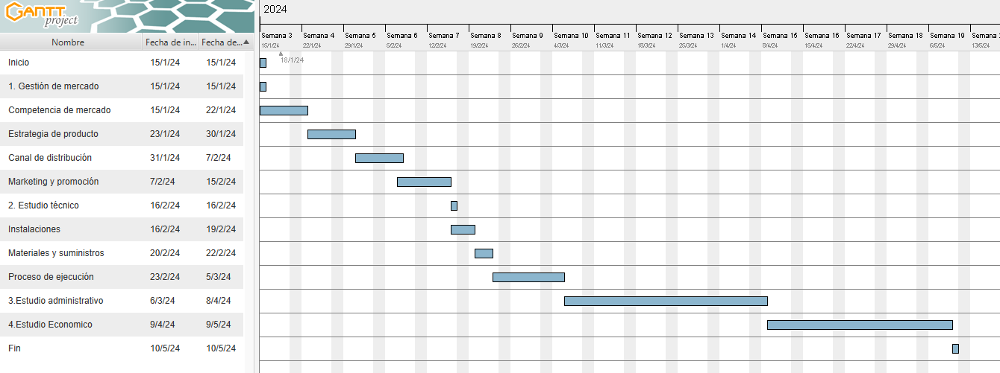 GANTT
project
2024
Nombre Fecha de in... Fecha de...
Semana 3 Semana 4 Semana 5 Semana 6 Semana 7 Semana 8 Semana 9 Semana 10 Semana 11 Semana 12 Semana 13 Semana 14 Semana 15 Semana 16 Semana 17 Semana 18 Semana 19 Semana
15/1/24 22/1/24 29/1/24 5/2/24 12/2/24 19/2/24 26/2/24 4/3/24 11/3/24 18/3/24 25/3/24 1/4/24 8/4/24 15/4/24 22/4/24 29/4/24 6/5/24 13/5/24
18/1/24
Inicio 15/1/24 15/1/24
1. Gestión de mercado 15/1/24 15/1/24
Competencia de mercado 15/1/24 22/1/24
Estrategia de producto 23/1/24 30/1/24
Canal de distribución 31/1/24 7/2/24
Marketing y promoción 7/2/24 15/2/24
2. Estudio técnico 16/2/24 16/2/24
Instalaciones 16/2/24 19/2/24
Materiales y suministros 20/2/24 22/2/24
Proceso de ejecución 23/2/24 5/3/24
3.Estudio administrativo 6/3/24 8/4/24
4.Estudio Economico 9/4/24 9/5/24
Fin 10/5/24 10/5/24